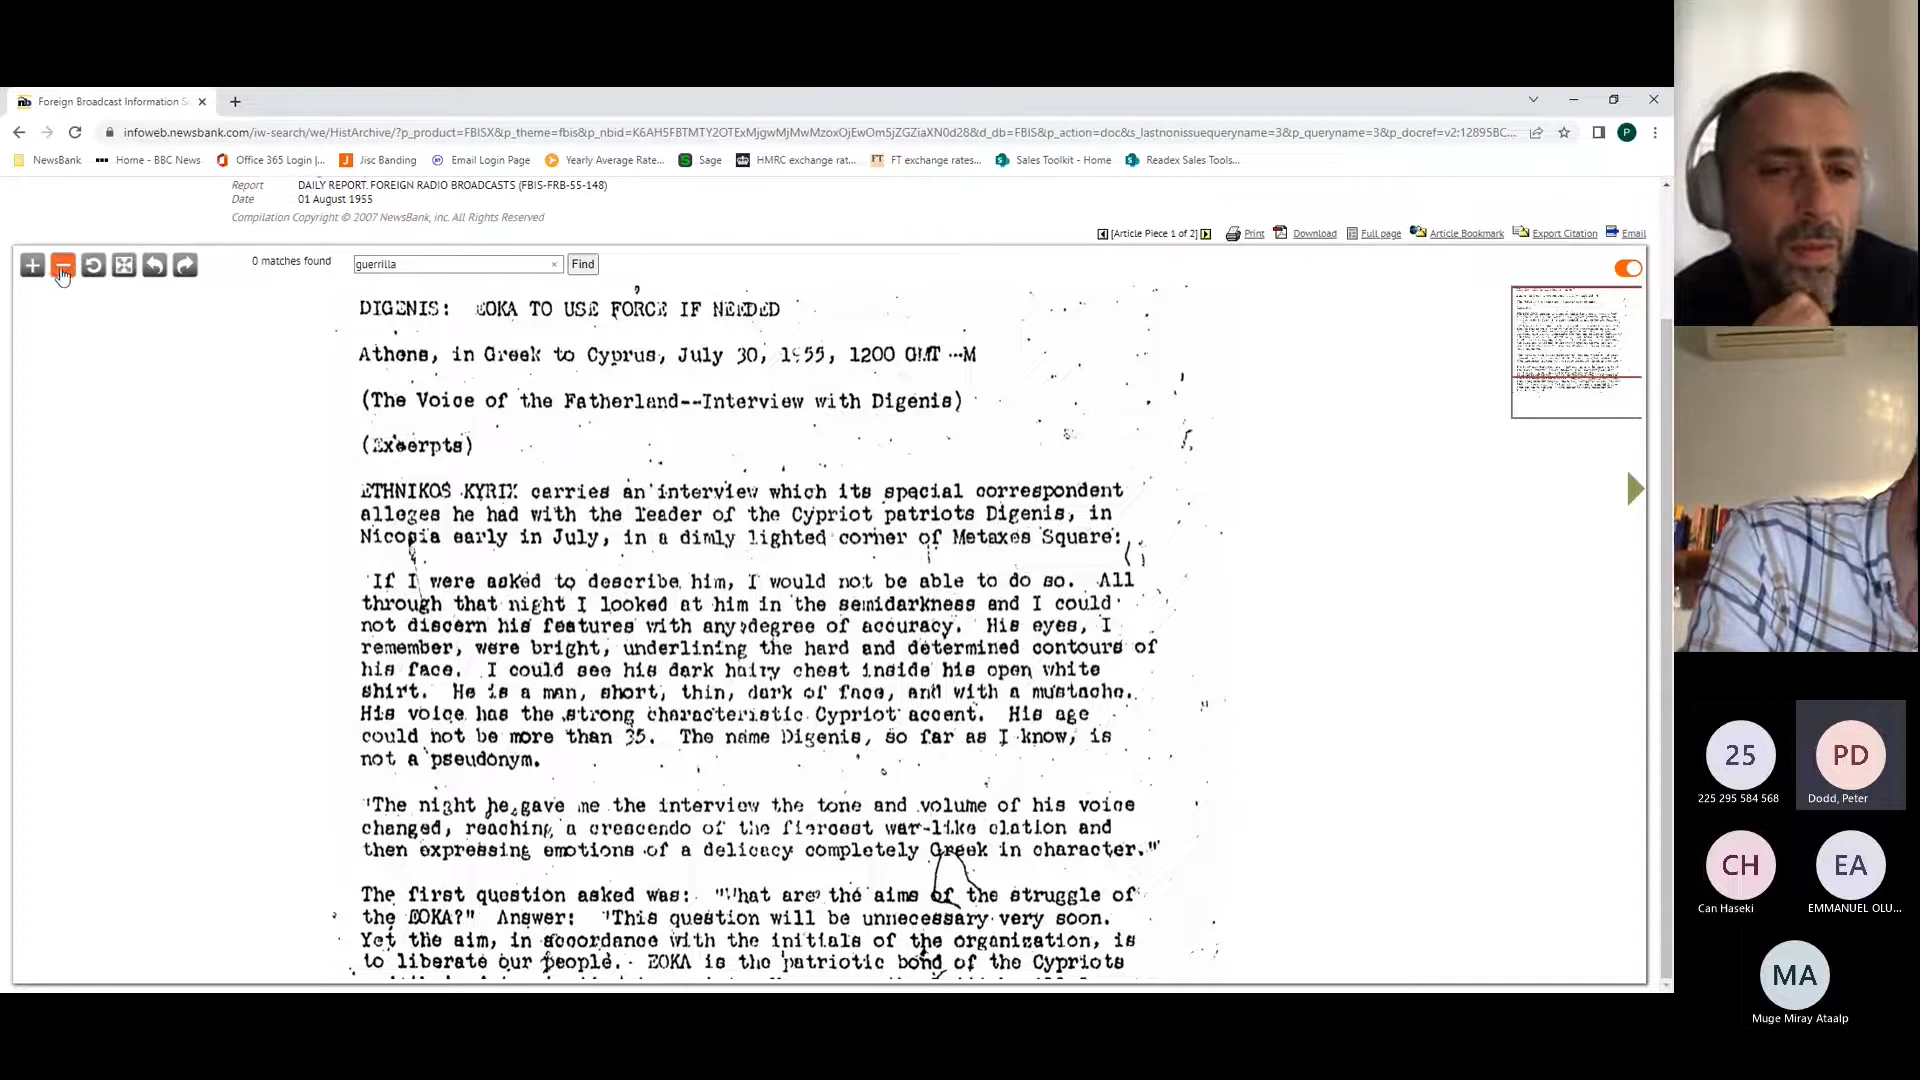 Foreign Broadcast Information S
infoweb.newsbank.com/iw-search/we/HistArchive/?p_product=FBISX&p_theme=fbis&p_nbid=K6AH5FBTMTY2OTExMjgwMjMwMzoxOjEwOm5jZGZiaXN0d28&d_db=FBIS&p_action=doc&s_lastnonissuequeryname=3&p_queryname=3&p_docref=v2:12895BC...
P
NewsBank
Home - BBC News
Office 365 Login |...
Jisc Banding
Email Login Page
Yearly Average Rate...
Sage
HMRC exchange rat...
FT exchange rates...
Sales Toolkit - Home
Readex Sales Tools...
Report DAILY REPORT. FOREIGN RADIO BROADCASTS (FBIS-FRB-55-148)
Date 01 August 1955
Compilation Copyright © 2007 NewsBank, inc. All Rights Reserved
[Article Piece 1 of 2] Print Download Full page Article Bookmark Export Citation Email
0 matches found guerrilla × Find
DIGENIS: EOKA TO USE FORCE IF NEEDED
Athens, in Greek to Cyprus, July 30, 1955, 1200 GMT--M
(The Voice of the Fatherland--Interview with Digenis)
(Excerpts)
ETHNIKOS KYRIX carries an interview which its special correspondent
alleges he had with the leader of the Cypriot patriots Digenis, in
Nicosia early in July, in a dimly lighted corner of Metaxes Square:
"If I were asked to describe him, I would not be able to do so. All
through that night I looked at him in the semidarkness and I could
not discern his features with any degree of accuracy. His eyes, I
remember, were bright, underlining the hard and determined contours of
his face. I could see his dark hairy chest inside his open white
shirt. He is a man, short, thin, dark of face, and with a mustache.
His voice has the strong characteristic Cypriot accent. His age
could not be more than 35. The name Digenis, so far as I know, is
not a pseudonym.
"The night he gave me the interview the tone and volume of his voice
changed, reaching a crescendo of the fiercest war-like elation and
then expressing emotions of a delicacy completely Greek in character."
The first question asked was: "What are the aims of the struggle of
the EOKA?" Answer: "This question will be unnecessary very soon.
Yet the aim, in accordance with the initials of the organization, is
to liberate our people. EOKA is the patriotic bond of the Cypriots
25
225 295 584 568
PD
Dodd, Peter
CH
Can Haseki
EA
EMMANUEL OLU...
MA
Muge Miray Ataalp